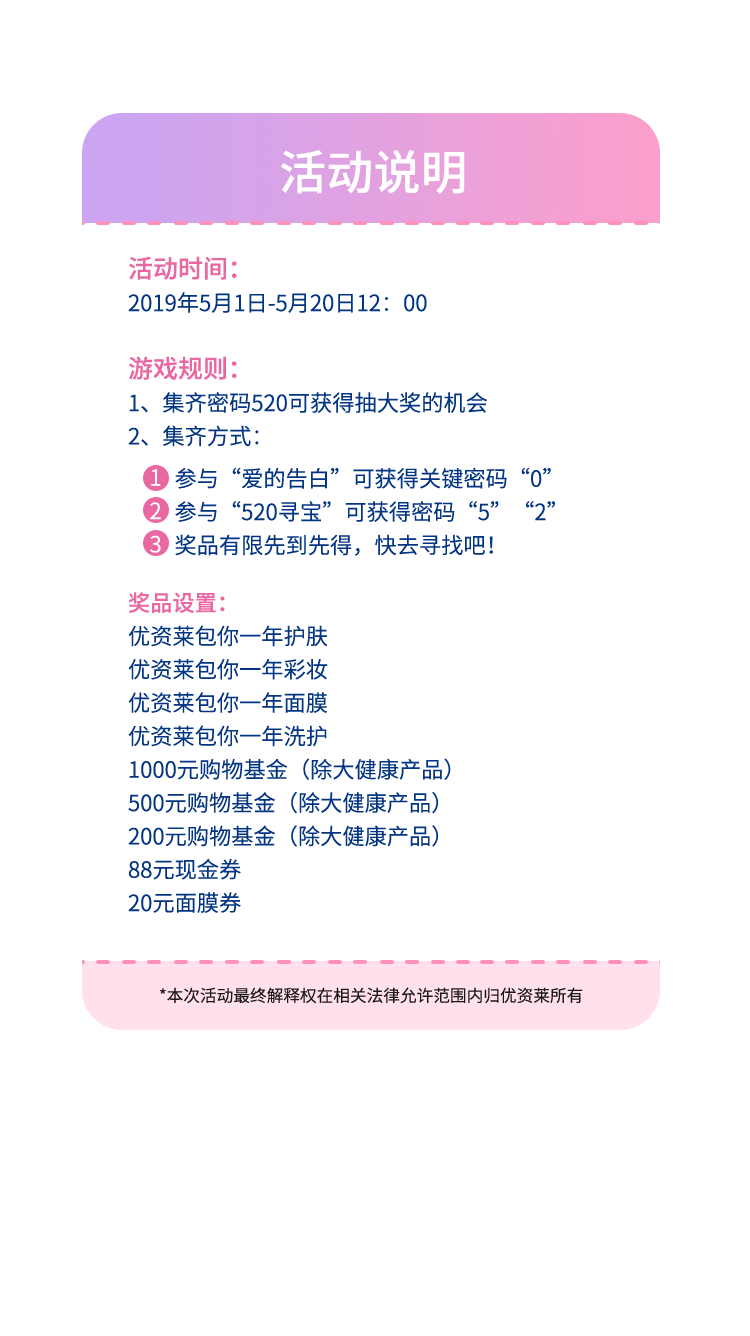 活动说明
活动时间：
2019年5月1日-5月20日12：00
游戏规则：
1、集齐密码520可获得抽大奖的机会
2、集齐方式：
1 参与“爱的告白”可获得关键密码“0”
2 参与“520寻宝”可获得密码“5” “2”
3 奖品有限先到先得，快去寻找吧！
奖品设置：
优资莱包你一年护肤
优资莱包你一年彩妆
优资莱包你一年面膜
优资莱包你一年洗护
1000元购物基金（除大健康产品）
500元购物基金（除大健康产品）
200元购物基金（除大健康产品）
88元现金券
20元面膜券
*本次活动最终解释权在相关法律允许范围内归优资莱所有